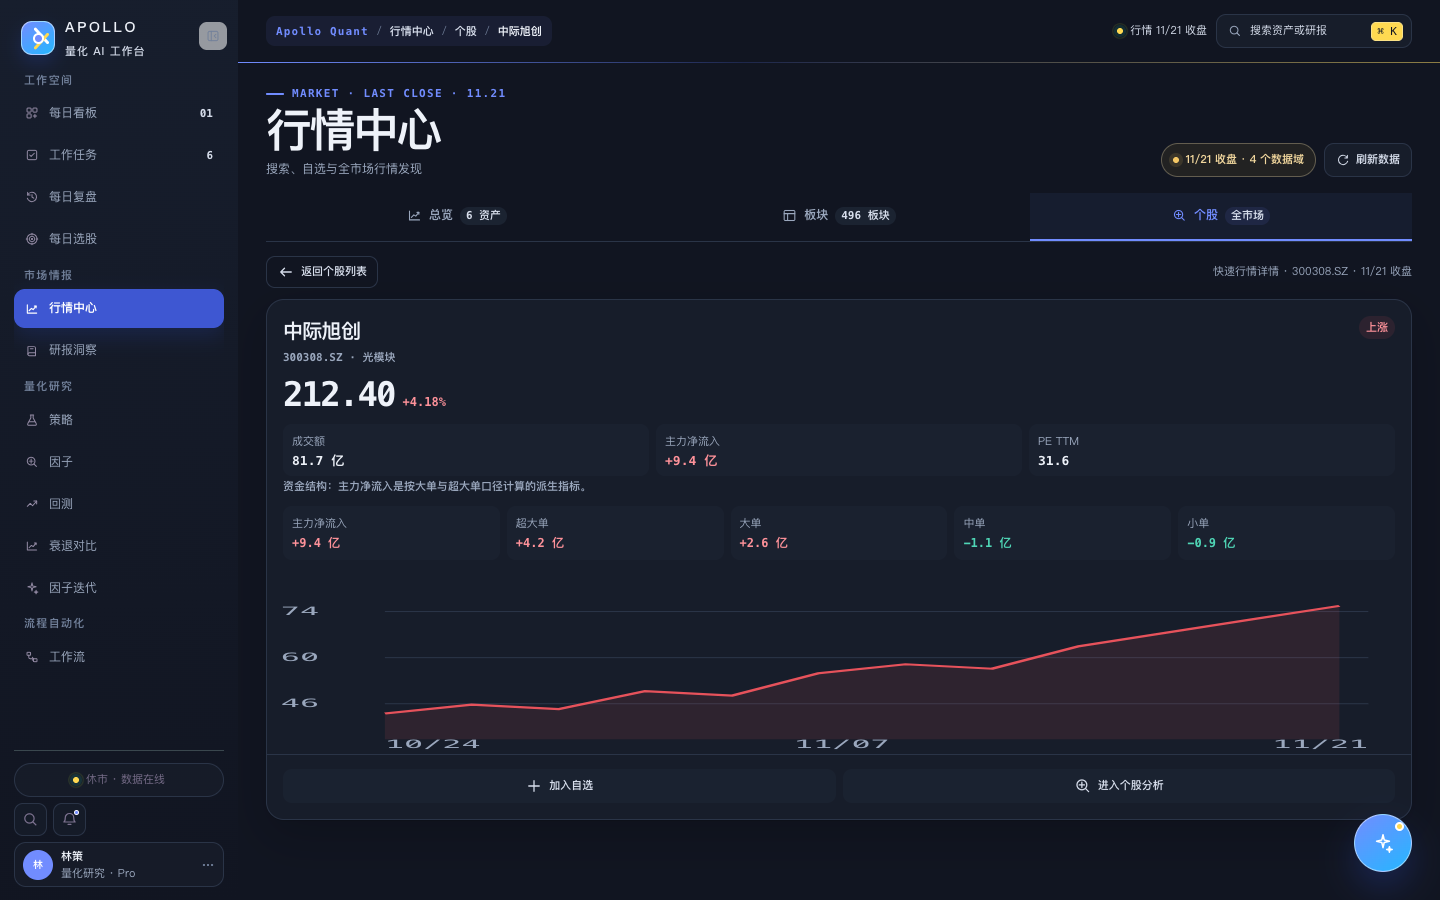 APOLLO
量化 AI 工作台
工作空间
每日看板 01
工作任务 6
每日复盘
每日选股
市场情报
行情中心
研报洞察
量化研究
策略
因子
回测
衰退对比
因子迭代
流程自动化
工作流
休市 · 数据在线
林
林策
量化研究 · Pro
Apollo Quant / 行情中心 / 个股 / 中际旭创
行情 11/21 收盘
搜索资产或研报
⌘ K
MARKET · LAST CLOSE · 11.21
行情中心
搜索、自选与全市场行情发现
11/21 收盘 · 4 个数据域
刷新数据
总览 6 资产
板块 496 板块
个股 全市场
返回个股列表
快速行情详情 · 300308.SZ · 11/21 收盘
中际旭创
上涨
300308.SZ · 光模块
212.40 +4.18%
成交额
81.7 亿
主力净流入
+9.4 亿
PE TTM
31.6
资金结构：主力净流入是按大单与超大单口径计算的派生指标。
主力净流入
+9.4 亿
超大单
+4.2 亿
大单
+2.6 亿
中单
-1.1 亿
小单
-0.9 亿
74
60
46
10/24 11/07 11/21
加入自选
进入个股分析